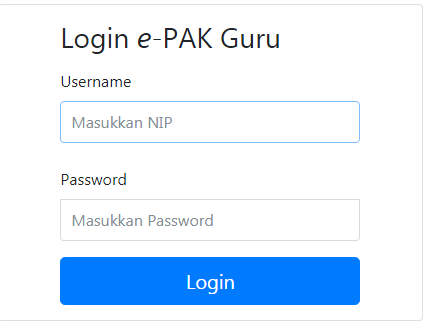 Login e-PAK Guru
Username
Masukkan NIP
Password
Masukkan Password
Login